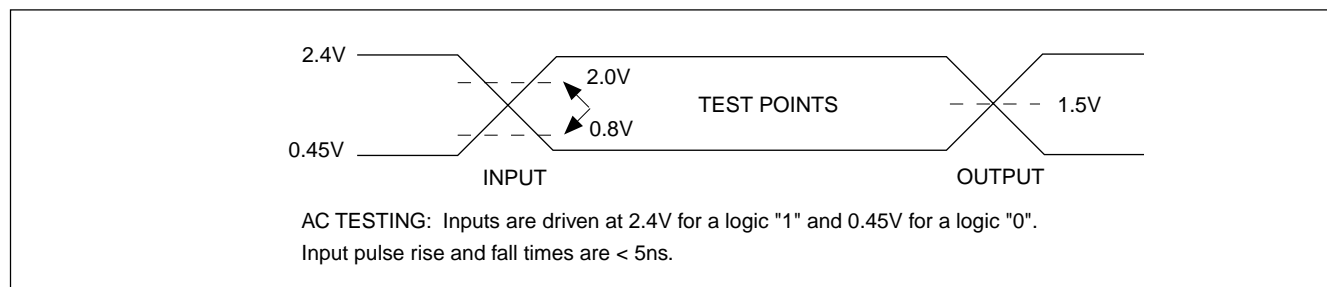 2.4V
2.0V
TEST POINTS
1.5V
0.8V
0.45V
INPUT
OUTPUT
AC TESTING: Inputs are driven at 2.4V for a logic "1" and 0.45V for a logic "0".
Input pulse rise and fall times are < 5ns.